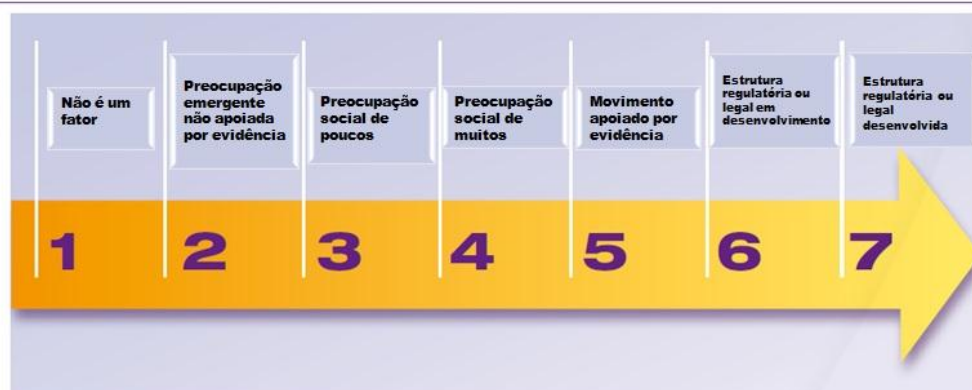 Não é um
fator
Preocupação
emergente
não apoiada
por evidência
Preocupação
social de
poucos
Preocupação
social de
muitos
Movimento
apoiado por
evidência
Estrutura
regulatória ou
legal em
desenvolvimento
Estrutura
regulatória ou
legal
desenvolvida
1 2 3 4 5 6 7